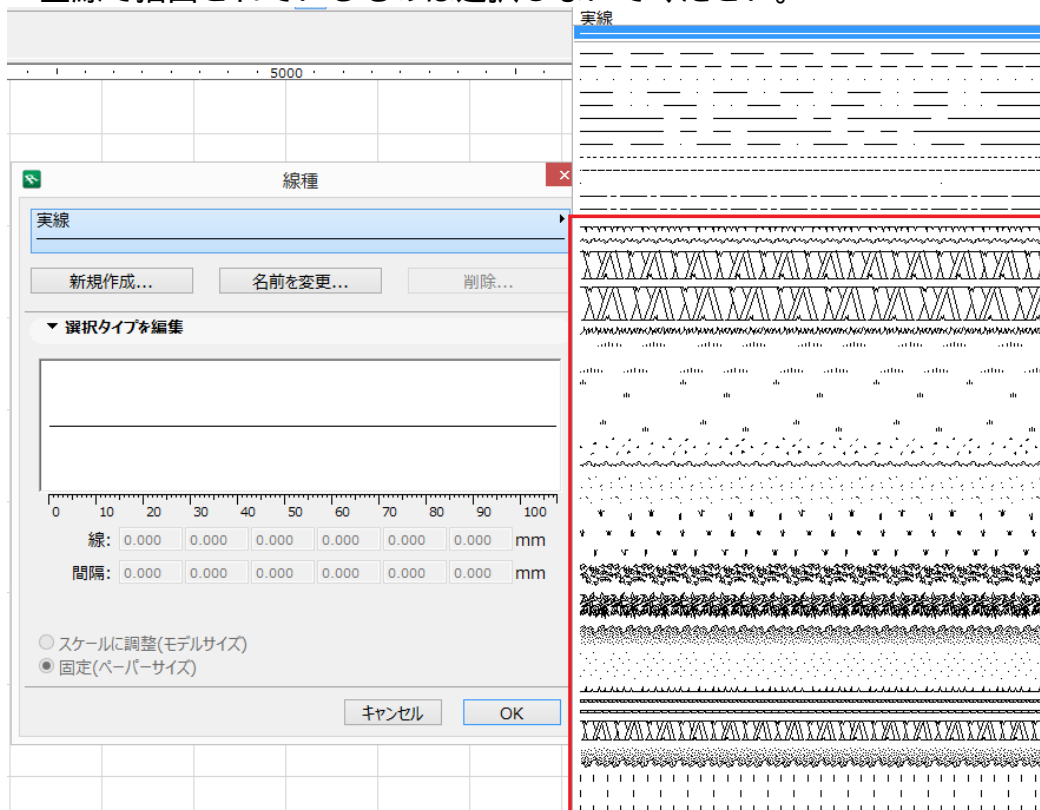 実線
5000
線種
実線
新規作成... 名前を変更... 削除...
▼ 選択タイプを編集
0 10 20 30 40 50 60 70 80 90 100
線: 0.000 0.000 0.000 0.000 0.000 0.000 mm
間隔: 0.000 0.000 0.000 0.000 0.000 0.000 mm
スケールに調整(モデルサイズ)
固定(ペーパーサイズ)
キャンセル OK